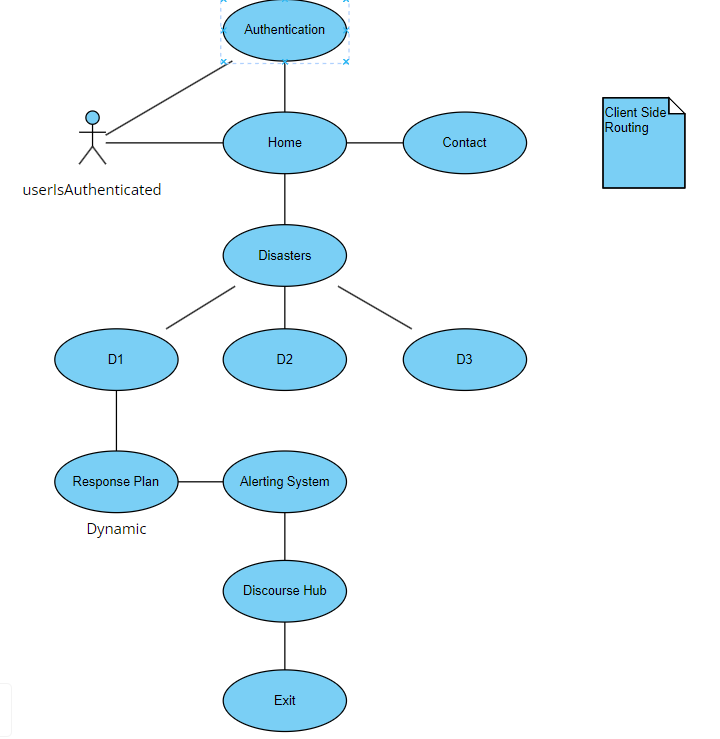 Authentication
Client Side
Routing
Home
Contact
userIsAuthenticated
Disasters
D1
D2
D3
Response Plan
Alerting System
Dynamic
Discourse Hub
Exit